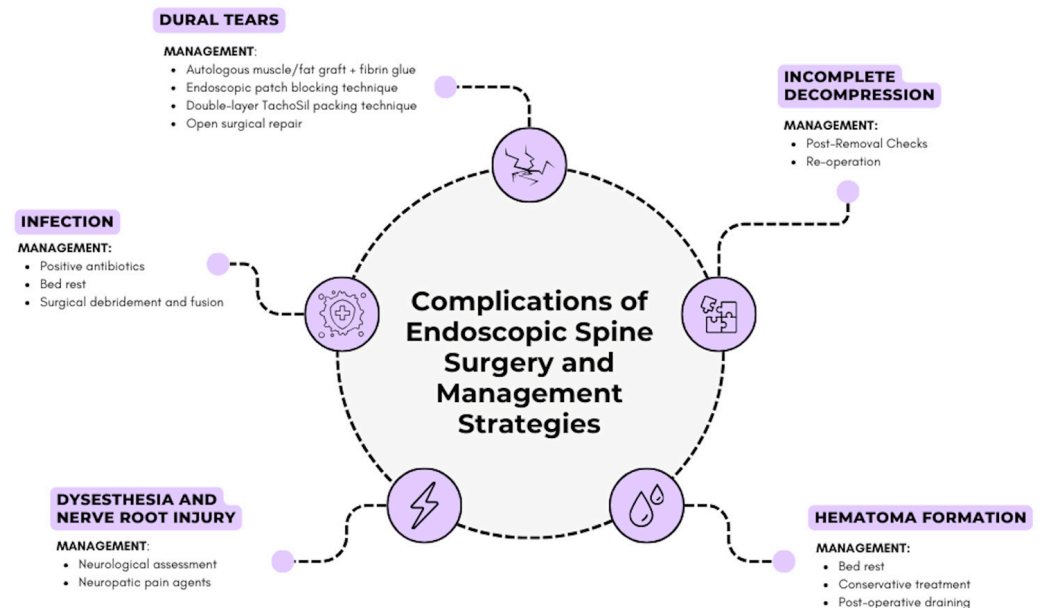 DURAL TEARS
MANAGEMENT:
• Autologous muscle/fat graft + fibrin glue
• Endoscopic patch blocking technique
• Double-layer TachoSil packing technique
• Open surgical repair
INCOMPLETE
DECOMPRESSION
MANAGEMENT:
• Post-Removal Checks
• Re-operation
INFECTION
MANAGEMENT:
• Positive antibiotics
• Bed rest
• Surgical debridement and fusion
Complications of
Endoscopic Spine
Surgery and
Management
Strategies
DYSESTHESIA AND
NERVE ROOT INJURY
MANAGEMENT:
• Neurological assessment
• Neuropatic pain agents
HEMATOMA FORMATION
MANAGEMENT:
• Bed rest
• Conservative treatment
• Post-operative draining